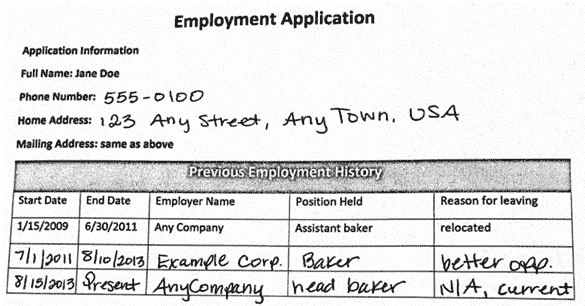 Employment Application
Application Information
Full Name: Jane Doe
Phone Number: 555-0100
Home Address: 123 Any Street, Any Town, USA
Mailing Address: same as above
Previous Employment History
Start Date End Date Employer Name Position Held Reason for leaving
1/15/2009 6/30/2011 Any Company Assistant baker relocated
7/1/2011 8/10/2013 Example Corp. Baker better opp.
8/15/2013 Present AnyCompany head baker N/A, current